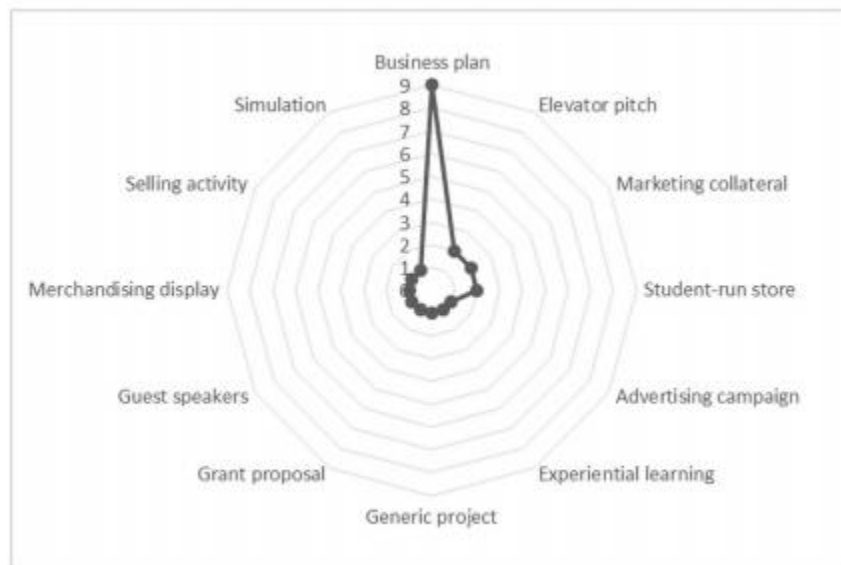 Business plan
9
Simulation
8
Elevator pitch
7
6
Selling activity
5
Marketing collateral
4
3
2
1
Merchandising display
0
Student-run store
Guest speakers
Advertising campaign
Grant proposal
Experiential learning
Generic project